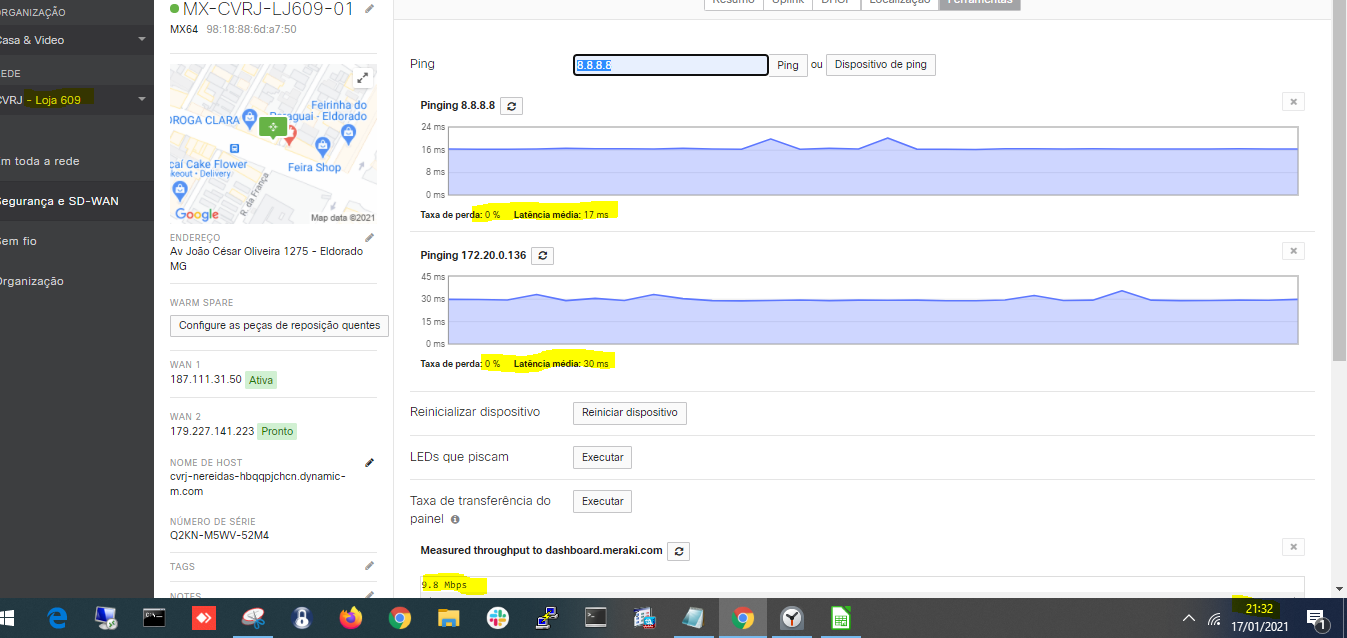 ORGANIZAÇÃO
Casa & Video
REDE
CVRJ - Loja 609
Em toda a rede
Segurança e SD-WAN
Sem fio
Organização
MX-CVRJ-LJ609-01
MX64 98:18:88:6d:a7:50
Feirinha do
Paraguai - Eldorado
DROGA CLARA
Açaí Cake Flower
Takeout - Delivery
Feira Shop
R. da França
Google
Map data ©2021
ENDEREÇO
Av João César Oliveira 1275 - Eldorado
MG
WARM SPARE
Configure as peças de reposição quentes
WAN 1
187.111.31.50 Ativa
WAN 2
179.227.141.223 Pronto
NOME DE HOST
cvrj-nereidas-hbqqpjchcn.dynamic-
m.com
NÚMERO DE SÉRIE
Q2KN-M5WV-52M4
TAGS
NOTES
Resumo Uplink DHCP Localização Ferramentas
Ping 8.8.8.8 Ping ou Dispositivo de ping
Pinging 8.8.8.8
24 ms
16 ms
8 ms
0 ms
Taxa de perda: 0 % Latência média: 17 ms
Pinging 172.20.0.136
45 ms
30 ms
15 ms
0 ms
Taxa de perda: 0 % Latência média: 30 ms
Reinicializar dispositivo Reiniciar dispositivo
LEDs que piscam Executar
Taxa de transferência do Executar
painel
Measured throughput to dashboard.meraki.com
9.8 Mbps
21:32
17/01/2021
1